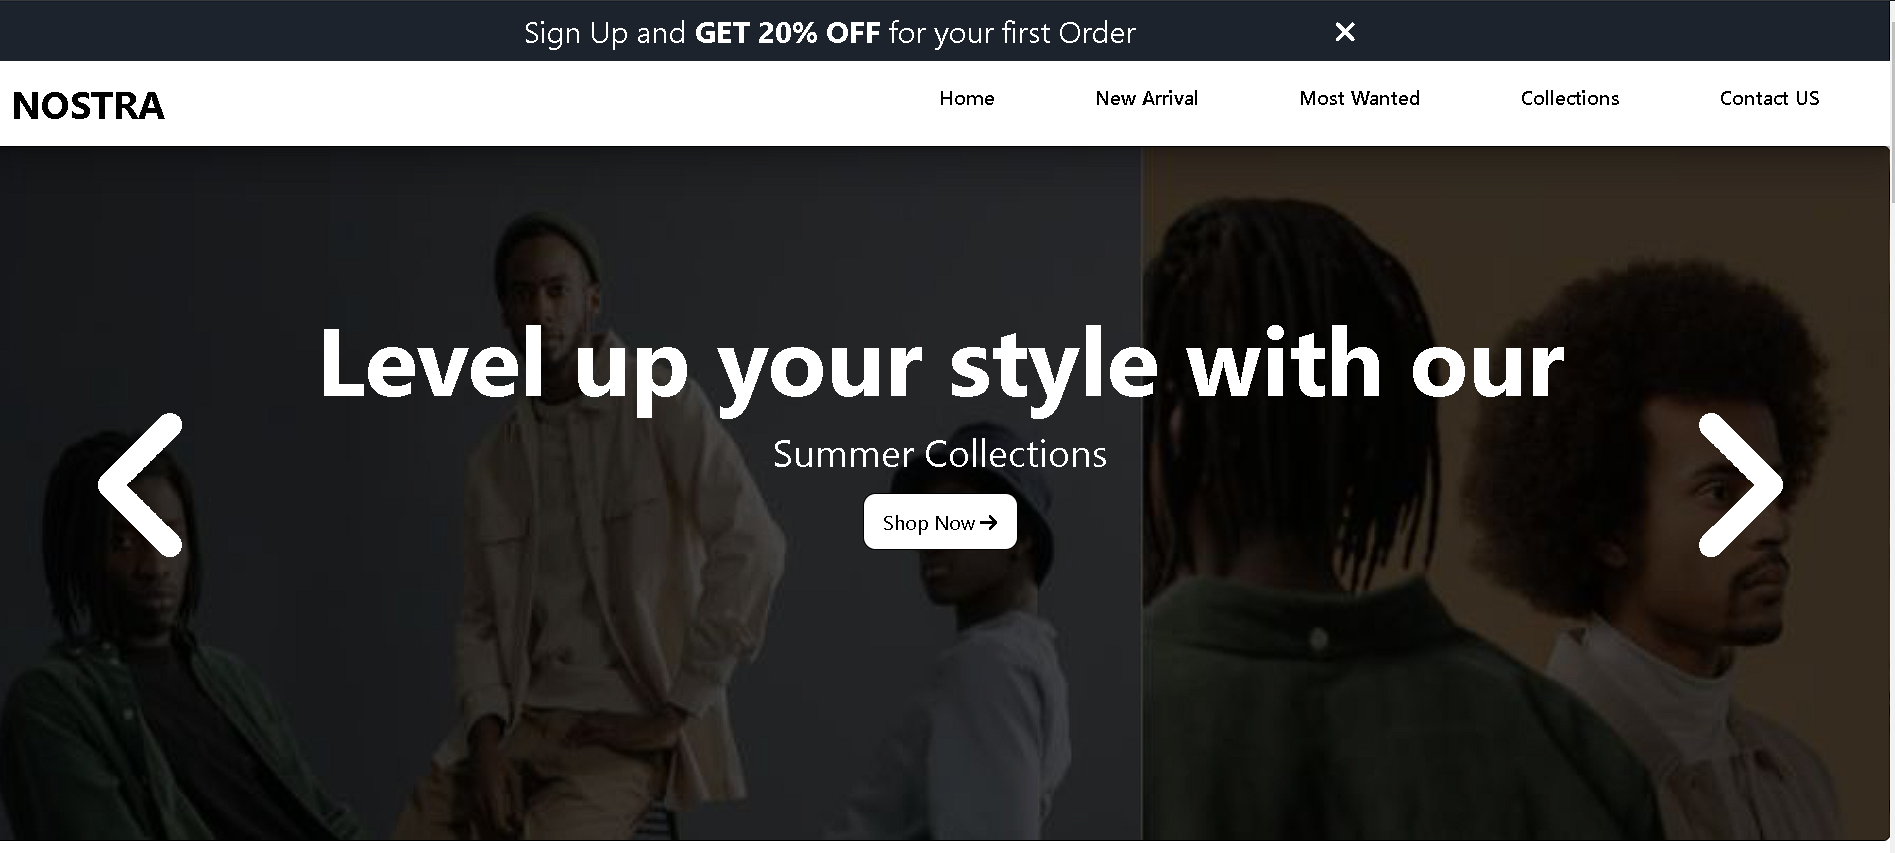 Sign Up and GET 20% OFF for your first Order
NOSTRA
Home New Arrival Most Wanted Collections Contact US
Level up your style with our
Summer Collections
Shop Now